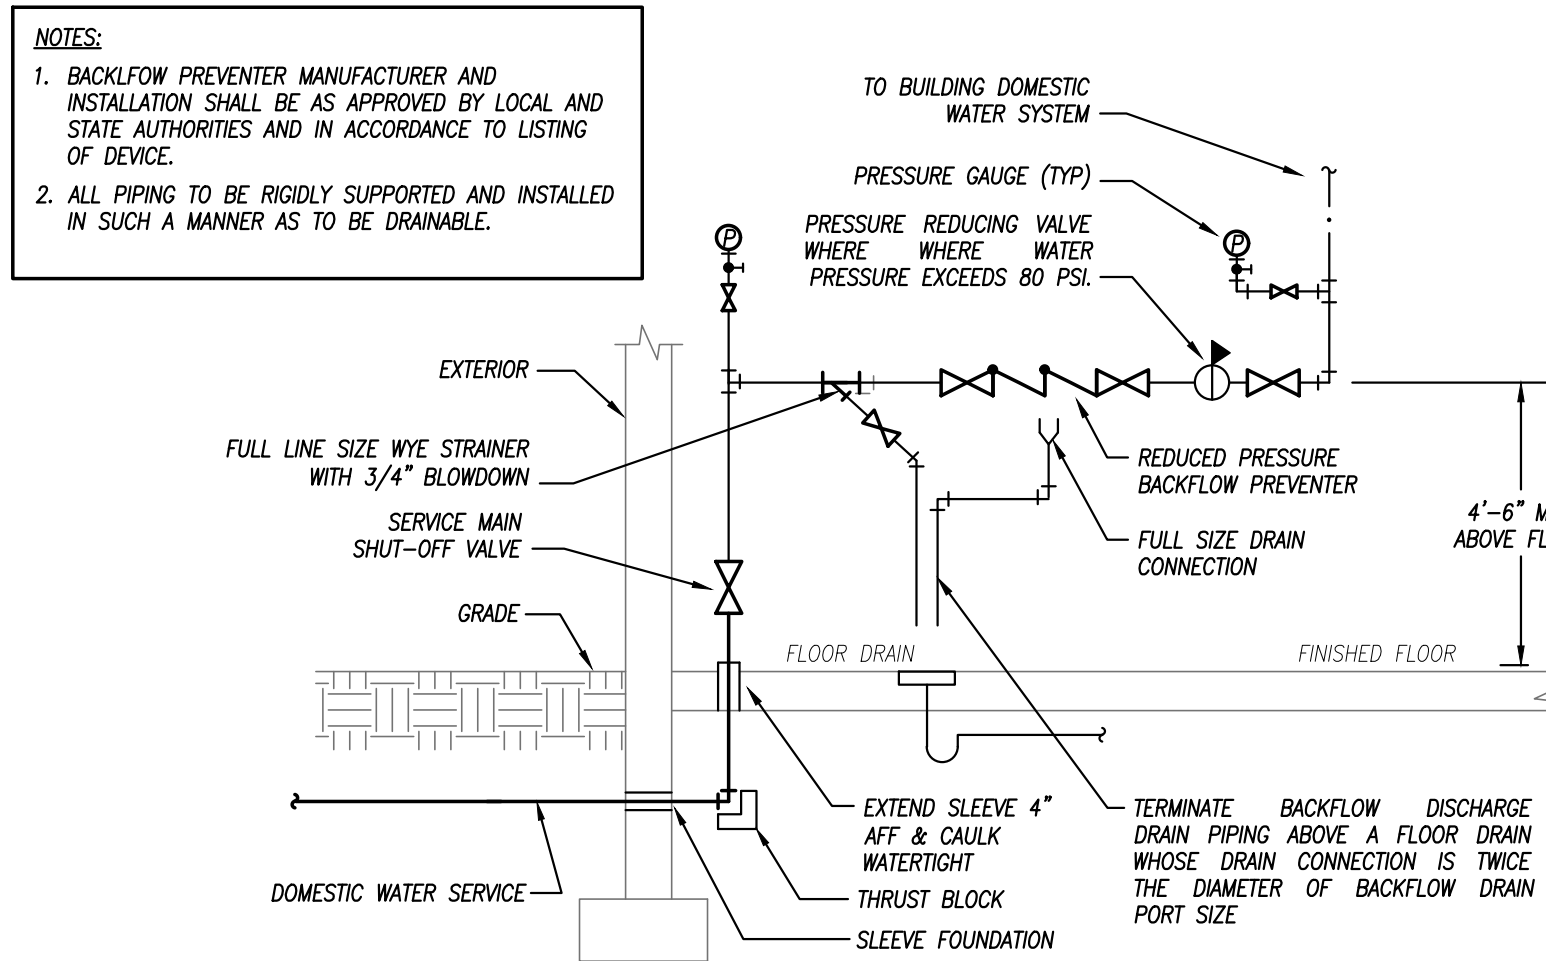 NOTES:
1. BACKLFOW PREVENTER MANUFACTURER AND
INSTALLATION SHALL BE AS APPROVED BY LOCAL AND
STATE AUTHORITIES AND IN ACCORDANCE TO LISTING
OF DEVICE.
2. ALL PIPING TO BE RIGIDLY SUPPORTED AND INSTALLED
IN SUCH A MANNER AS TO BE DRAINABLE.
TO BUILDING DOMESTIC
WATER SYSTEM
PRESSURE GAUGE (TYP)
PRESSURE REDUCING VALVE
WHERE WHERE WATER
PRESSURE EXCEEDS 80 PSI.
P
P
EXTERIOR
FULL LINE SIZE WYE STRAINER
WITH 3/4" BLOWDOWN
SERVICE MAIN
SHUT-OFF VALVE
GRADE
REDUCED PRESSURE
BACKFLOW PREVENTER
FULL SIZE DRAIN
CONNECTION
4'-6" M
ABOVE FL
FLOOR DRAIN
FINISHED FLOOR
EXTEND SLEEVE 4"
AFF & CAULK
WATERTIGHT
THRUST BLOCK
SLEEVE FOUNDATION
DOMESTIC WATER SERVICE
TERMINATE BACKFLOW DISCHARGE
DRAIN PIPING ABOVE A FLOOR DRAIN
WHOSE DRAIN CONNECTION IS TWICE
THE DIAMETER OF BACKFLOW DRAIN
PORT SIZE